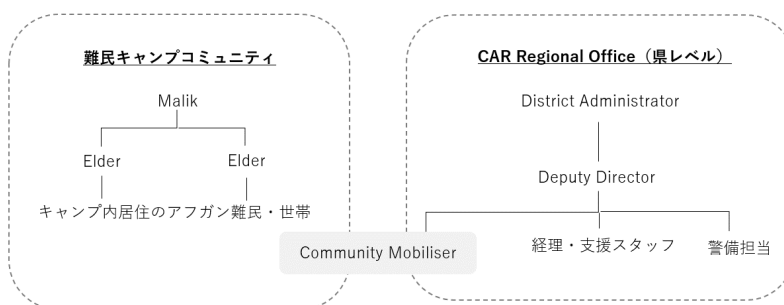 難民キャンプコミュニティ
Malik
Elder
Elder
キャンプ内居住のアフガン難民・世帯
CAR Regional Office（県レベル）
District Administrator
Deputy Director
Community Mobiliser
経理・支援スタッフ
警備担当